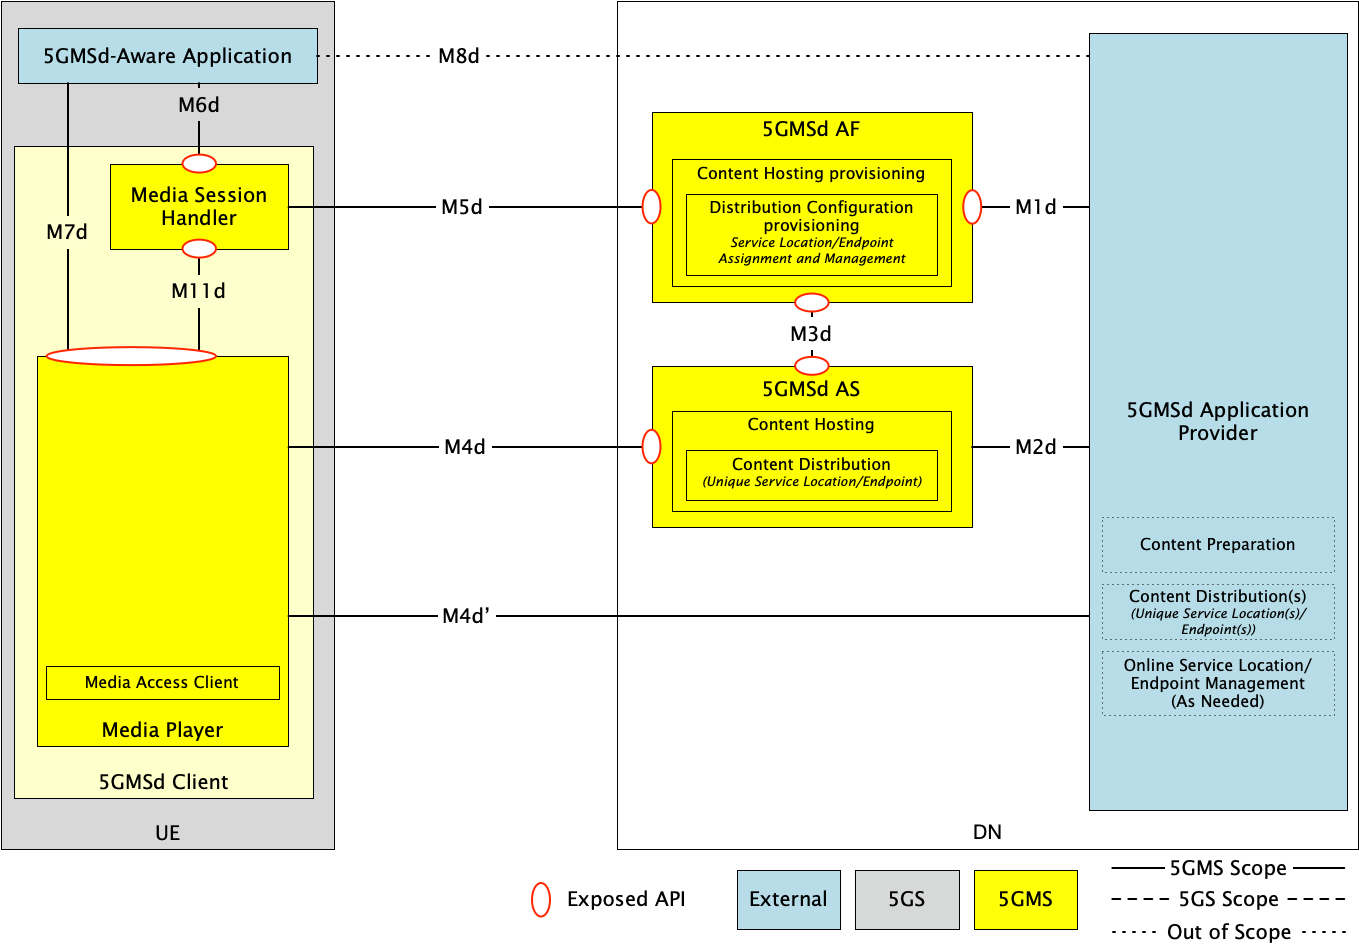 5GMSd-Aware Application
M8d
M6d
5GMSd AF
Content Hosting provisioning
Distribution Configuration
provisioning
Service Location/Endpoint
Assignment and Management
Media Session
Handler
M7d
M5d
M1d
M11d
M3d
5GMSd AS
Content Hosting
Content Distribution
(Unique Service Location/Endpoint)
M4d
M2d
5GMSd Application
Provider
Content Preparation
Content Distribution(s)
(Unique Service Location(s)/
Endpoint(s))
M4d’
Online Service Location/
Endpoint Management
(As Needed)
Media Access Client
Media Player
5GMSd Client
UE
DN
Exposed API
External
5GS
5GMS
5GMS Scope
5GS Scope
Out of Scope